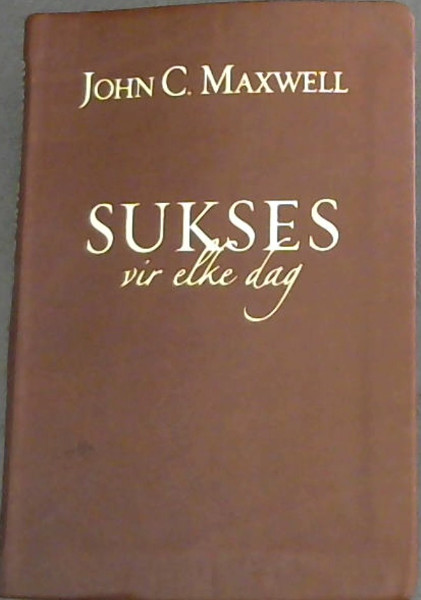 JOHN C. MAXWELL
SUKSES
vir elke dag